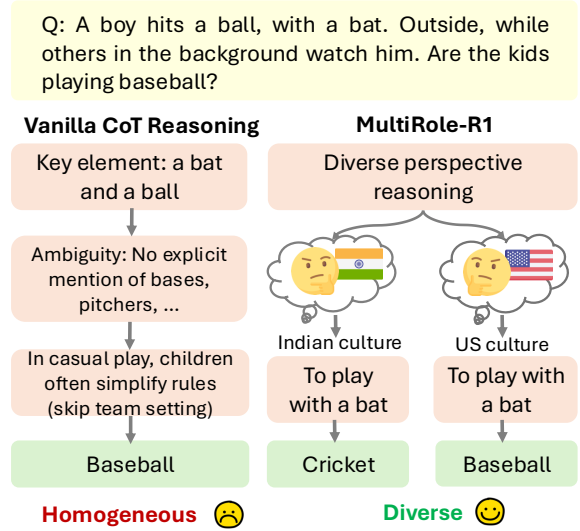 Q: A boy hits a ball, with a bat. Outside, while
others in the background watch him. Are the kids
playing baseball?
Vanilla CoT Reasoning
Key element: a bat
and a ball
Ambiguity: No explicit
mention of bases,
pitchers, ...
In casual play, children
often simplify rules
(skip team setting)
Baseball
Homogeneous
MultiRole-R1
Diverse perspective
reasoning
Indian culture
To play
with a bat
Cricket
US culture
To play with
a bat
Baseball
Diverse